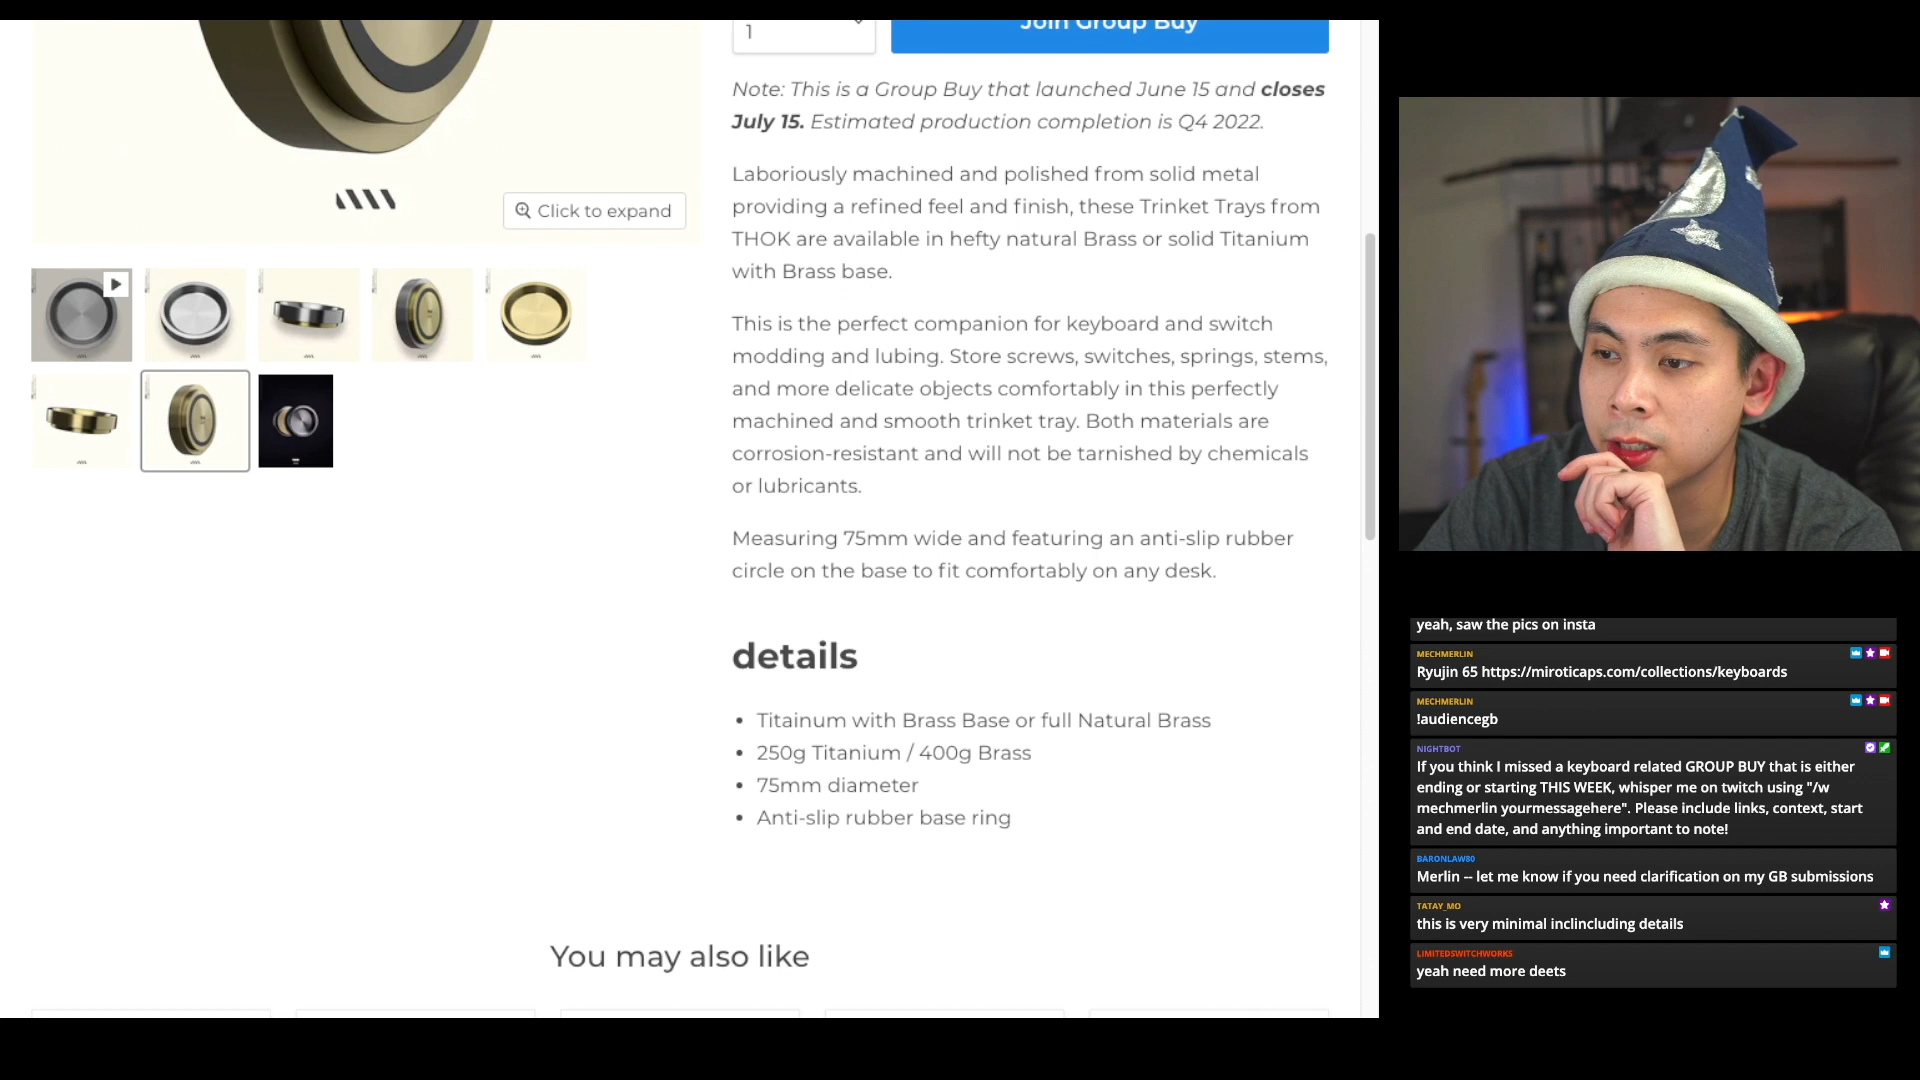 1
Join Group Buy
Note: This is a Group Buy that launched June 15 and closes
July 15. Estimated production completion is Q4 2022.
Click to expand
Laboriously machined and polished from solid metal
providing a refined feel and finish, these Trinket Trays from
THOK are available in hefty natural Brass or solid Titanium
with Brass base.
This is the perfect companion for keyboard and switch
modding and lubing. Store screws, switches, springs, stems,
and more delicate objects comfortably in this perfectly
machined and smooth trinket tray. Both materials are
corrosion-resistant and will not be tarnished by chemicals
or lubricants.
Measuring 75mm wide and featuring an anti-slip rubber
circle on the base to fit comfortably on any desk.
details
• Titainum with Brass Base or full Natural Brass
• 250g Titanium / 400g Brass
• 75mm diameter
• Anti-slip rubber base ring
You may also like
yeah, saw the pics on insta
MECHMERLIN
Ryujin 65 https://miroticaps.com/collections/keyboards
MECHMERLIN
!audiencegb
NIGHTBOT
If you think I missed a keyboard related GROUP BUY that is either
ending or starting THIS WEEK, whisper me on twitch using "/w
mechmerlin yourmessagehere". Please include links, context, start
and end date, and anything important to note!
BARONLAW80
Merlin -- let me know if you need clarification on my GB submissions
TATAY_MO
this is very minimal inclincluding details
LIMITEDSWITCHWORKS
yeah need more deets